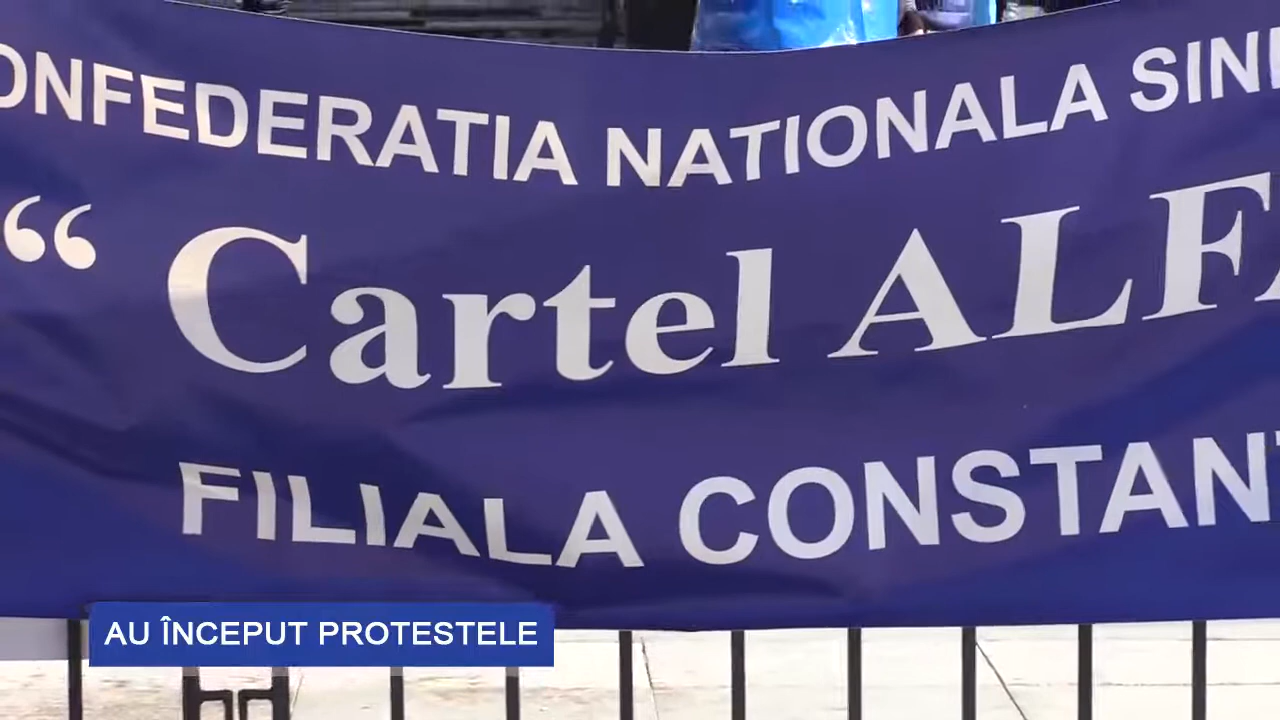 ONFEDERATIA NATIONALA SIN
“ Cartel ALF
FILIALA CONSTAN
AU ÎNCEPUT PROTESTELE